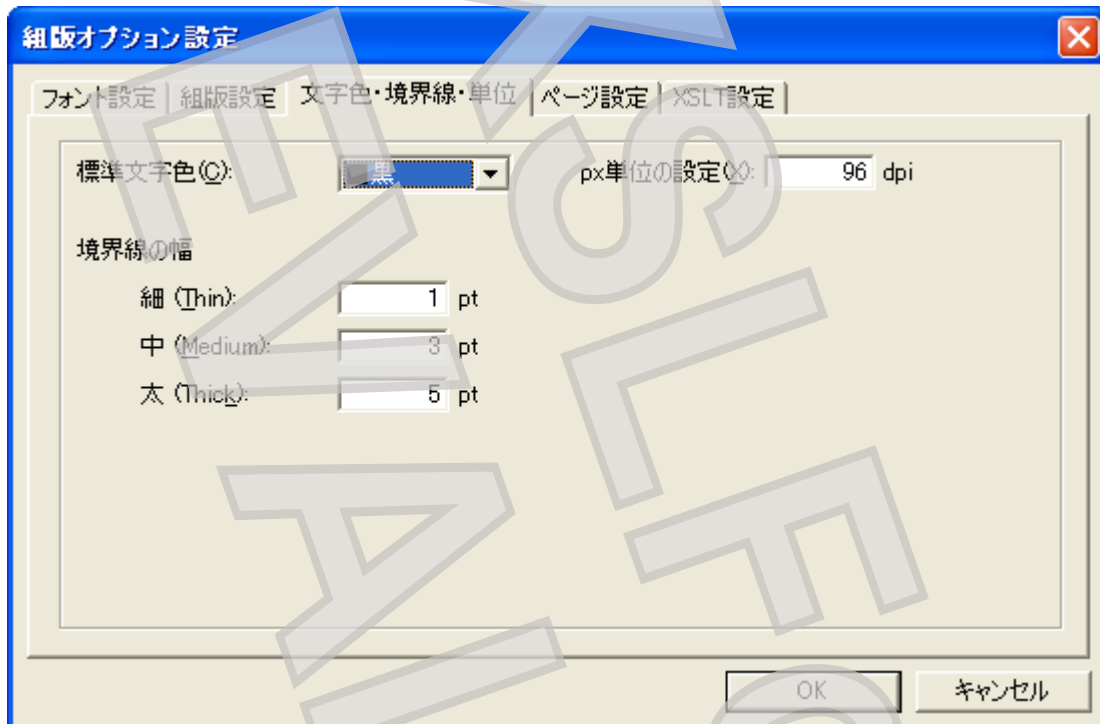 組版オプション設定
フォント設定 組版設定 文字色・境界線・単位 ページ設定 XSLT設定
標準文字色(C): 黒 px単位の設定(X): 96 dpi
境界線の幅
細 (Thin): 1 pt
中 (Medium): 3 pt
太 (Thick): 5 pt
OK キャンセル